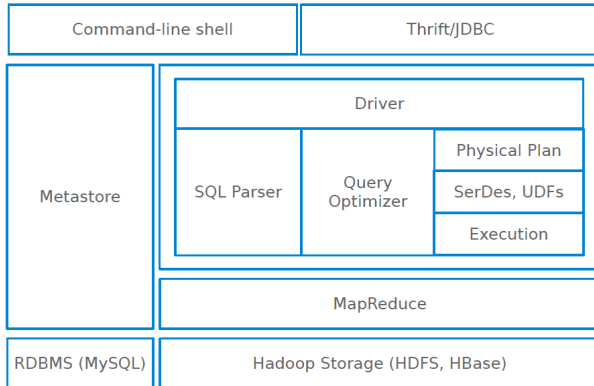 Command-line shell
Thrift/JDBC
Metastore
Driver
SQL Parser
Query
Optimizer
Physical Plan
SerDes, UDFs
Execution
MapReduce
RDBMS (MySQL)
Hadoop Storage (HDFS, HBase)